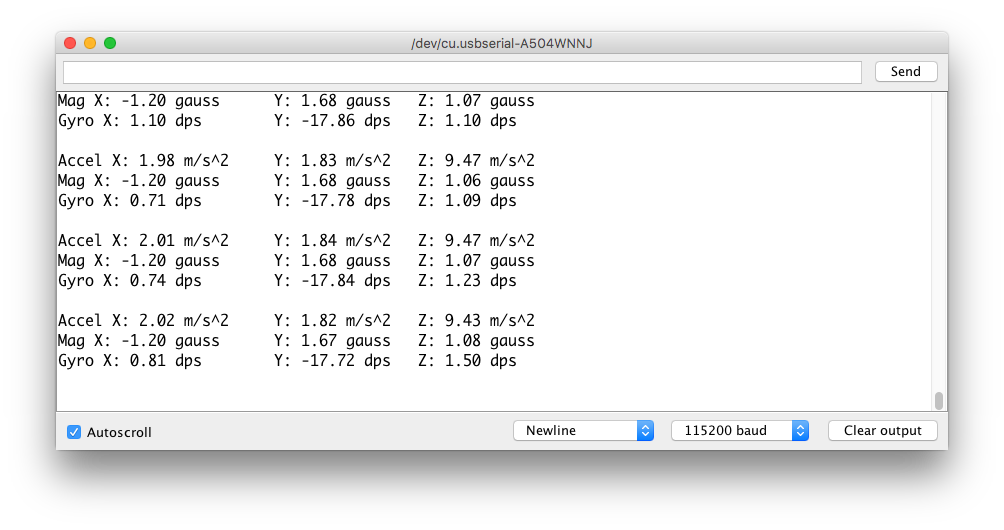 /dev/cu.usbserial-A504WNNJ
Send
Mag X: -1.20 gauss Y: 1.68 gauss Z: 1.07 gauss
Gyro X: 1.10 dps Y: -17.86 dps Z: 1.10 dps
Accel X: 1.98 m/s^2 Y: 1.83 m/s^2 Z: 9.47 m/s^2
Mag X: -1.20 gauss Y: 1.68 gauss Z: 1.06 gauss
Gyro X: 0.71 dps Y: -17.78 dps Z: 1.09 dps
Accel X: 2.01 m/s^2 Y: 1.84 m/s^2 Z: 9.47 m/s^2
Mag X: -1.20 gauss Y: 1.68 gauss Z: 1.07 gauss
Gyro X: 0.74 dps Y: -17.84 dps Z: 1.23 dps
Accel X: 2.02 m/s^2 Y: 1.82 m/s^2 Z: 9.43 m/s^2
Mag X: -1.20 gauss Y: 1.67 gauss Z: 1.08 gauss
Gyro X: 0.81 dps Y: -17.72 dps Z: 1.50 dps
Autoscroll Newline 115200 baud Clear output